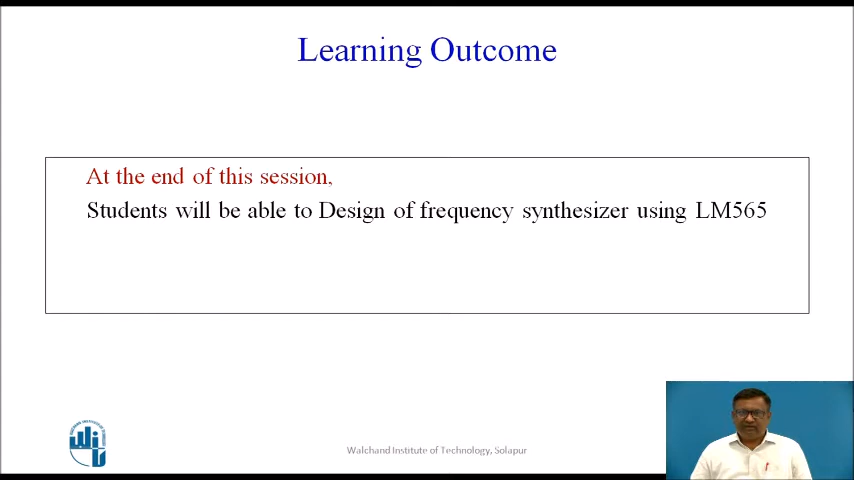 Learning Outcome
At the end of this session,
Students will be able to Design of frequency synthesizer using LM565
Walchand Institute of Technology, Solapur